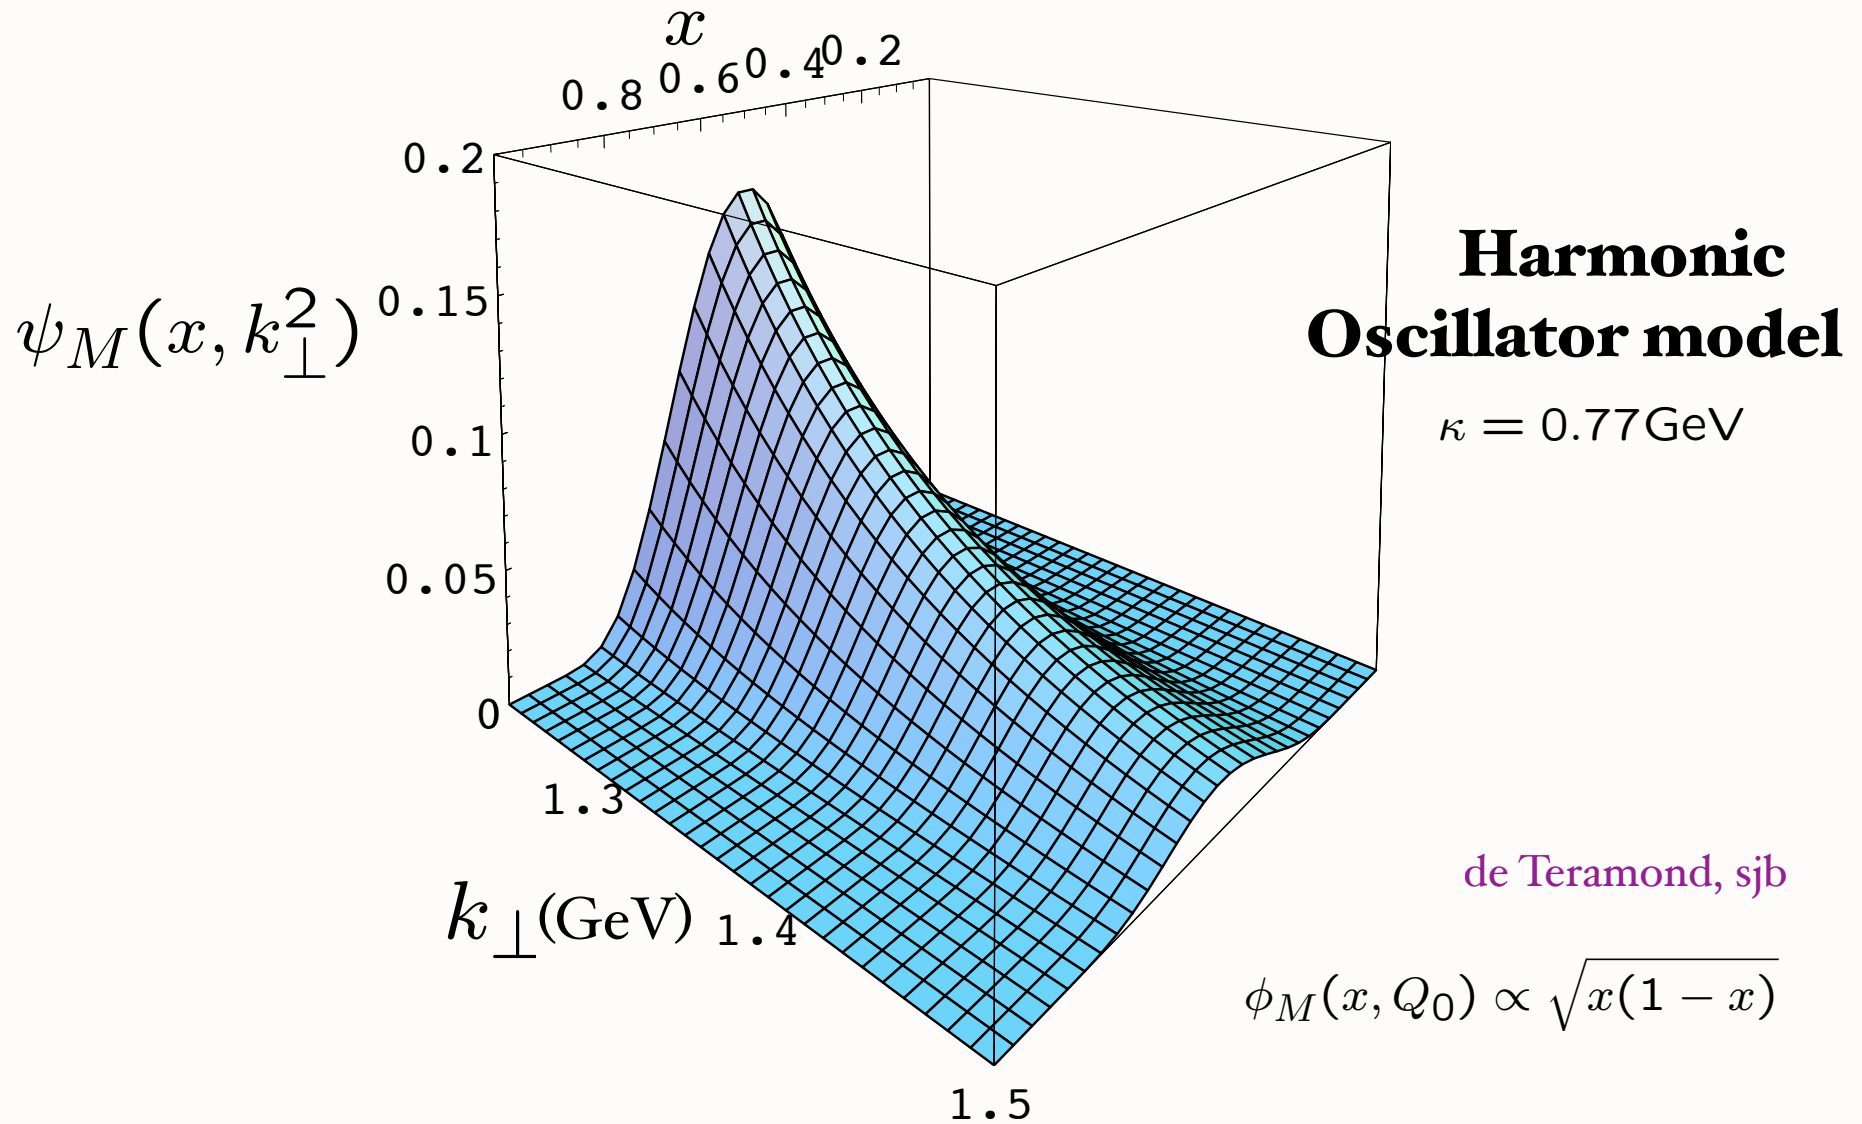 x
0.8 0.6 0.4 0.2
0.2
0.15
0.1
0.05
0
ψ_M(x, k_⊥^2)
Harmonic
Oscillator model
κ = 0.77GeV
1.3
1.4
1.5
k_⊥(GeV)
de Teramond, sjb
ϕ_M(x, Q_0) ∝ √x(1 − x)